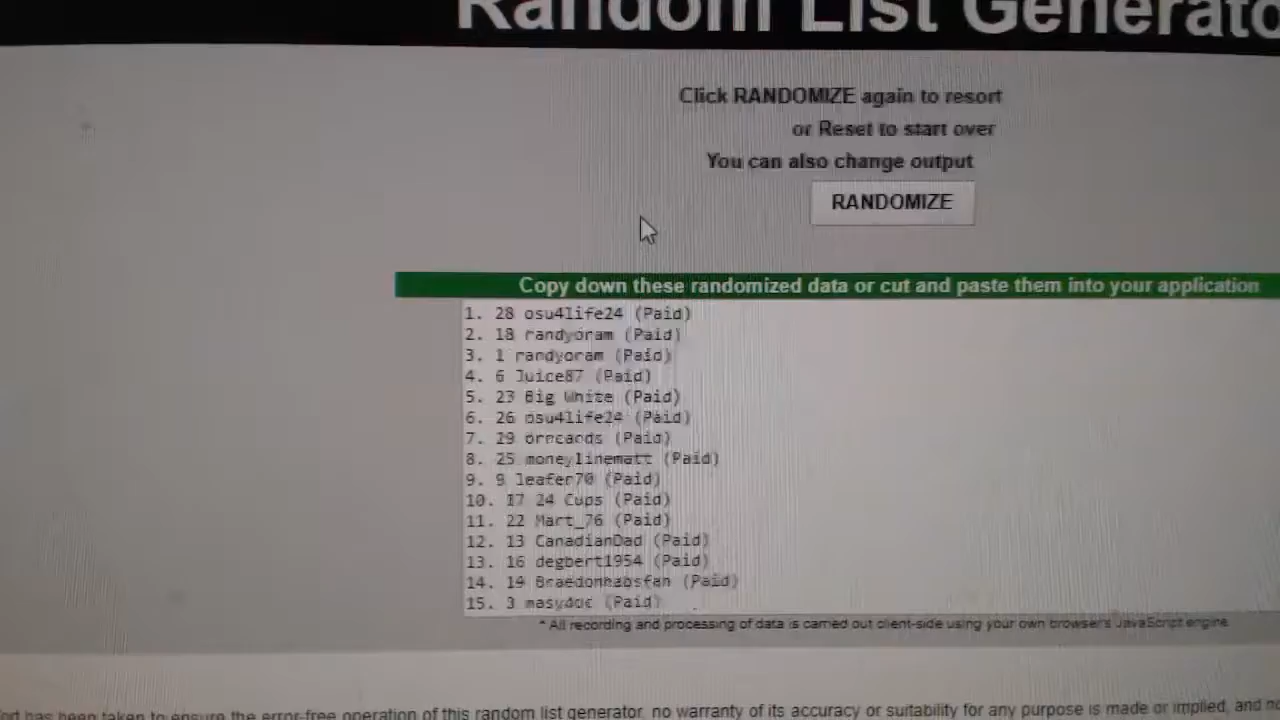 Random List Generato
Click RANDOMIZE again to resort
or Reset to start over
You can also change output
RANDOMIZE
Copy down these randomized data or cut and paste them into your application
1. 28 osu4life24 (Paid)
2. 18 randyoram (Paid)
3. 1 randyoram (Paid)
4. 6 Juice87 (Paid)
5. 23 Big White (Paid)
6. 26 osu4life24 (Paid)
7. 29 orrcards (Paid)
8. 25 moneylinematt (Paid)
9. 9 leafer70 (Paid)
10. 17 24 Cups (Paid)
11. 22 Mart_76 (Paid)
12. 13 CanadianDad (Paid)
13. 16 degbert1954 (Paid)
14. 19 Braedonhabsfan (Paid)
15. 3 masydoc (Paid)
* All recording and processing of data is carried out client-side using your own browser's JavaScript engine
ort has been taken to ensure the error-free operation of this random list generator, no warranty of its accuracy or suitability for any purpose is made or implied, and